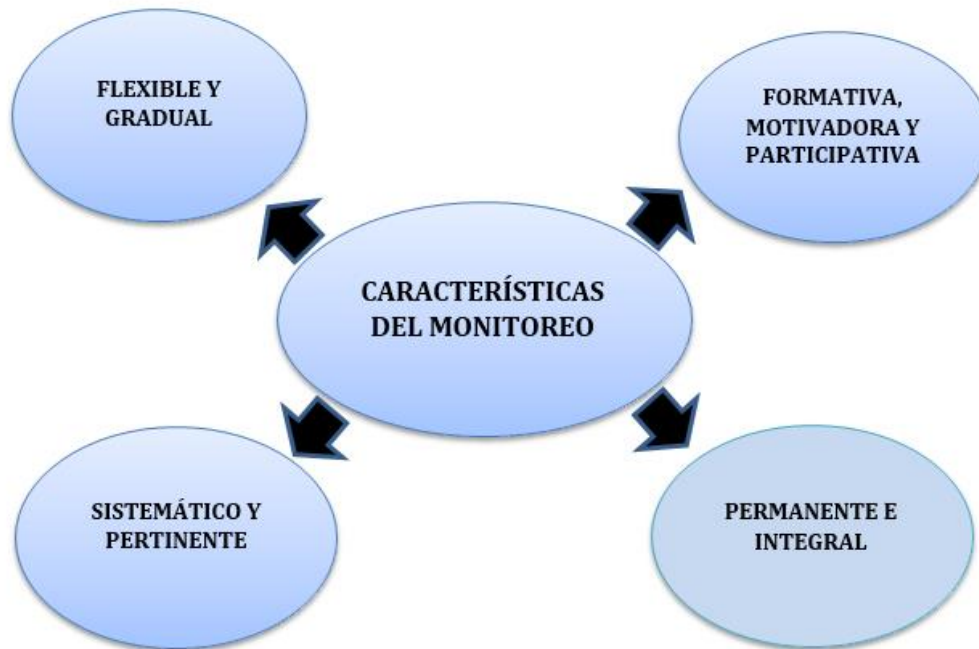 FLEXIBLE Y
GRADUAL
FORMATIVA,
MOTIVADORA Y
PARTICIPATIVA
CARACTERÍSTICAS
DEL MONITOREO
SISTEMÁTICO Y
PERTINENTE
PERMANENTE E
INTEGRAL